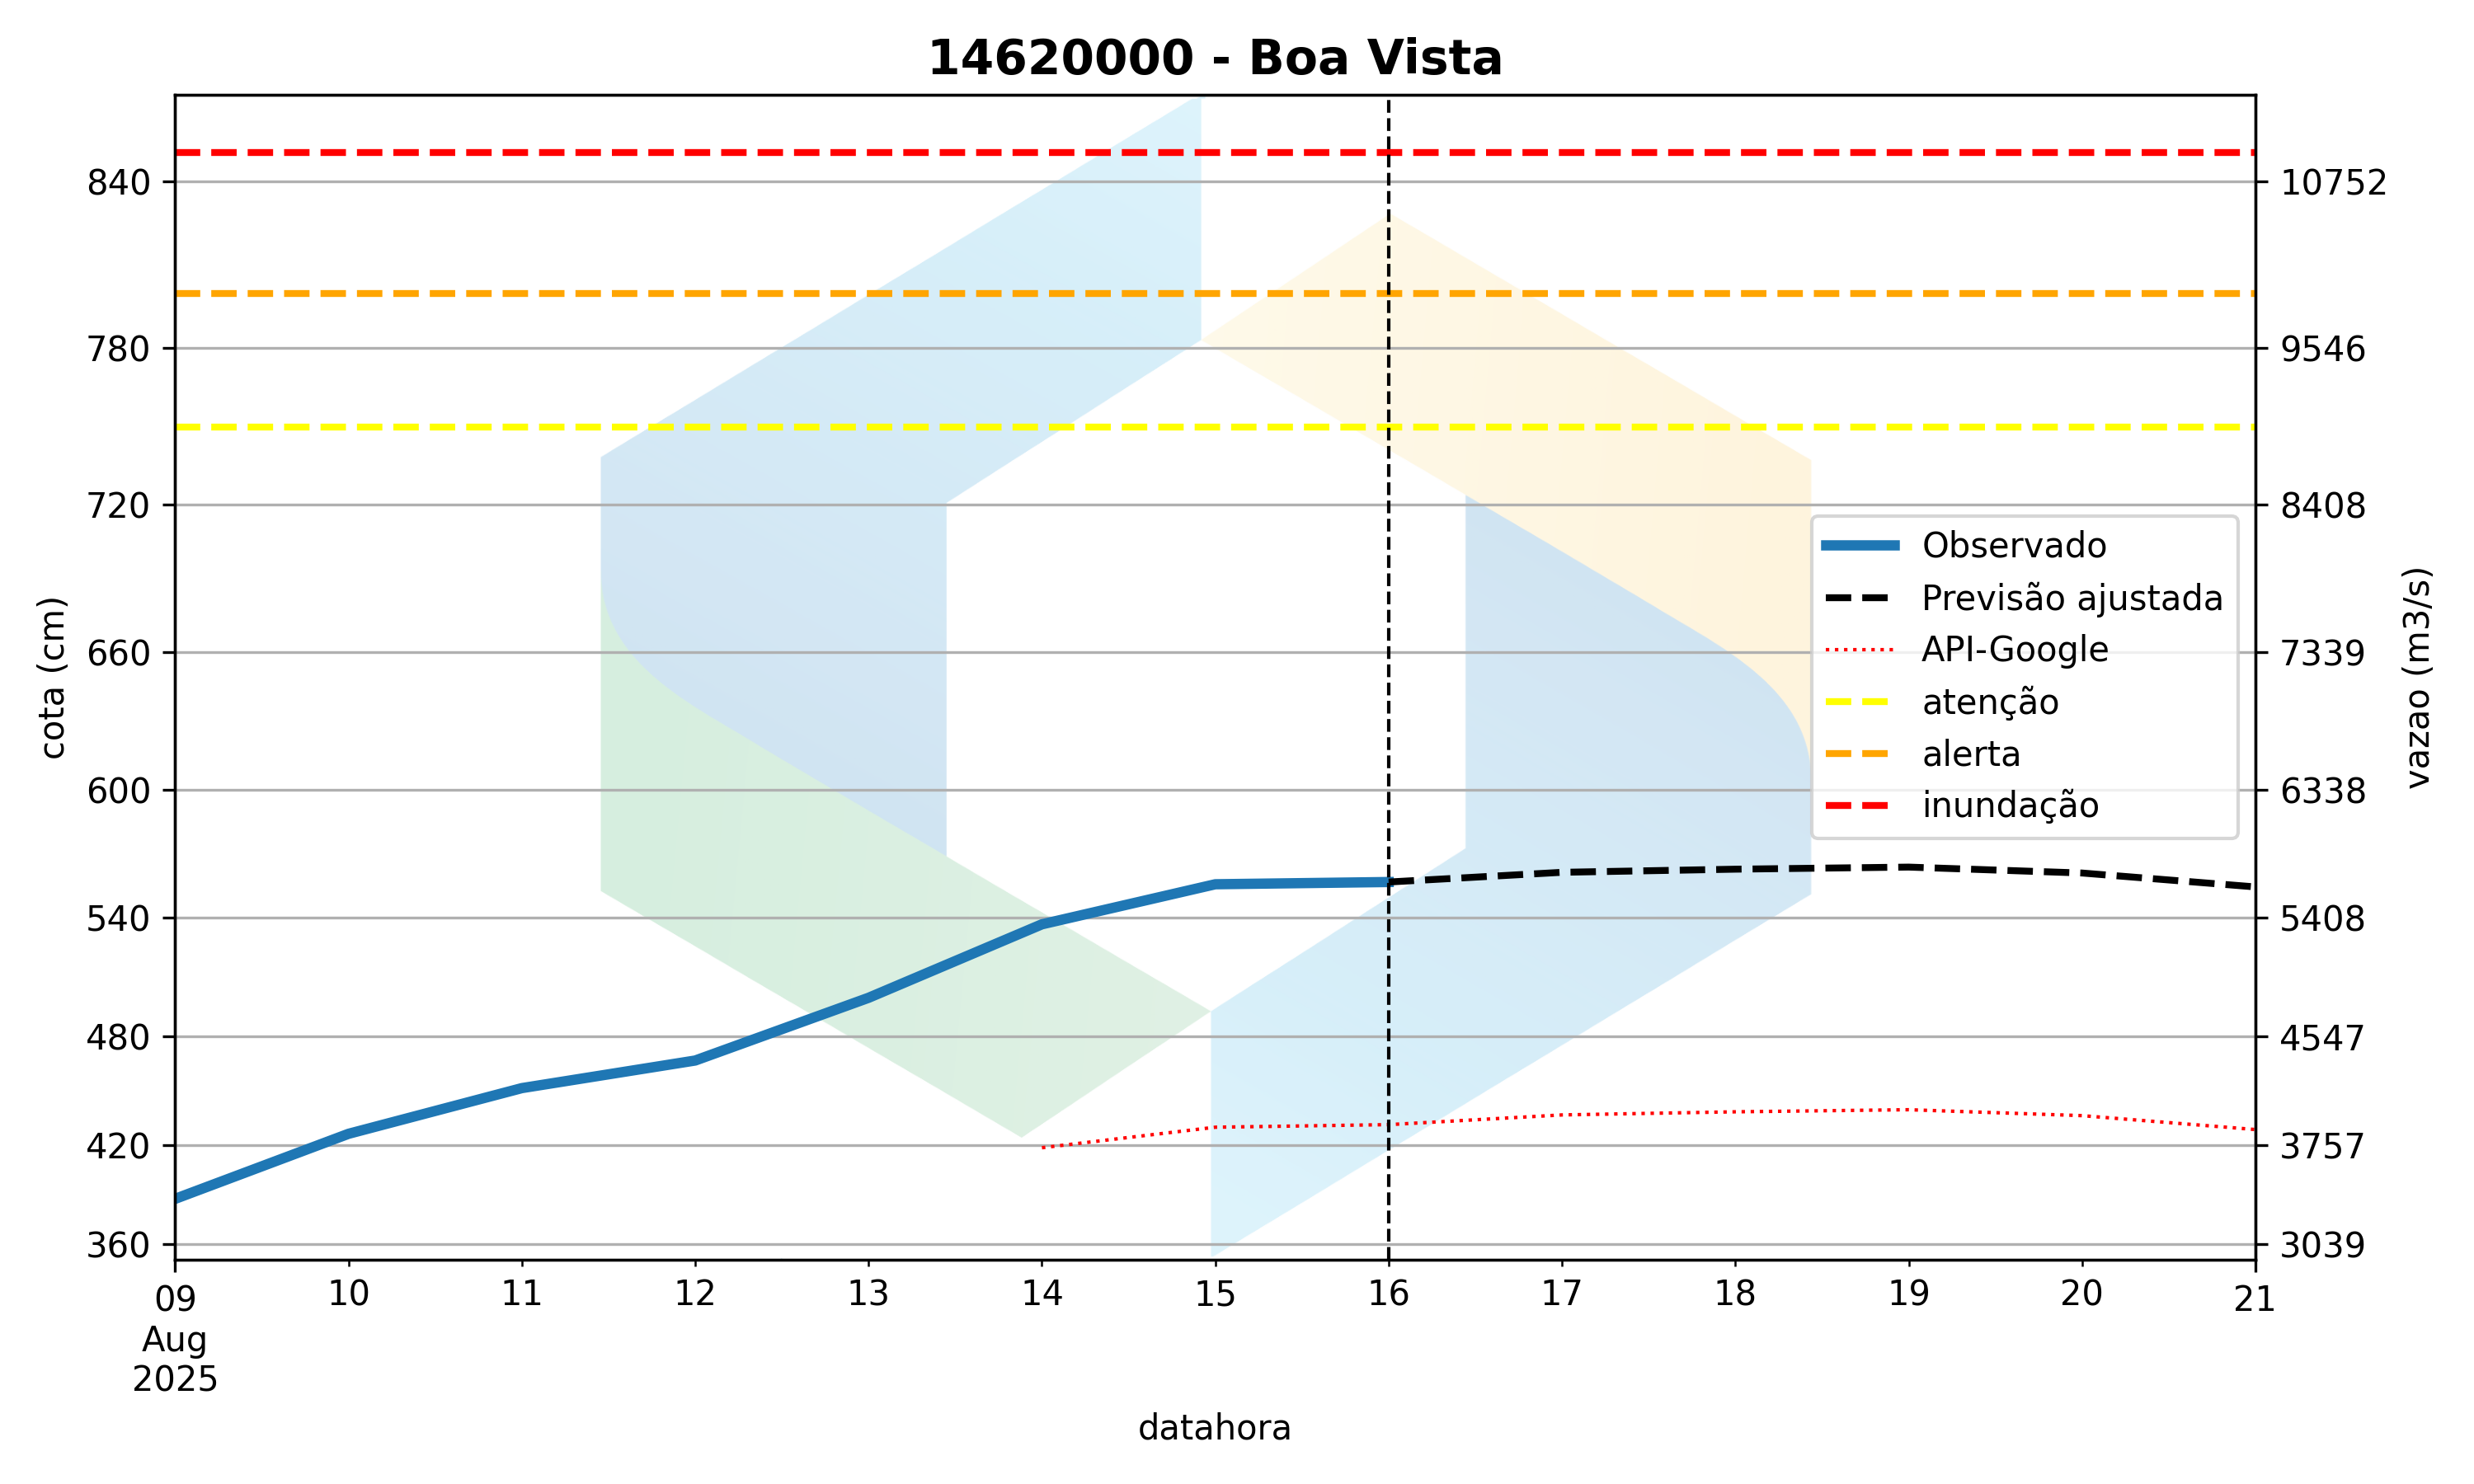 14620000 - Boa Vista
840
780
720
660
600
540
480
420
360
cota (cm)
10752
9546
8408
7339
6338
5408
4547
3757
3039
vazao (m3/s)
Observado
Previsão ajustada
API-Google
atenção
alerta
inundação
09 10 11 12 13 14 15 16 17 18 19 20 21
Aug
2025
datahora